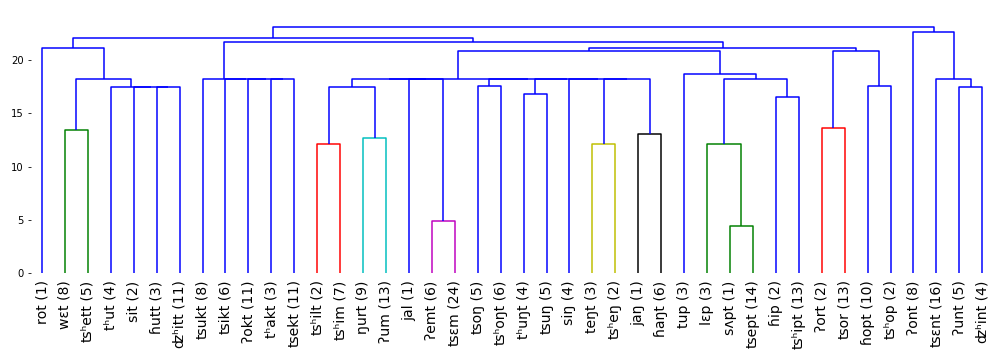 20
15
10
5
0
rot (1)
wɛt (8)
tsʰett (5)
tʰut (4)
sit (2)
ɦutt (3)
dzʰitt (11)
tsukt (8)
tsikt (6)
ʔokt (11)
tʰakt (3)
tsekt (11)
tsʰilt (2)
tsʰim (7)
ŋurt (9)
ʔum (13)
jal (1)
ʔemt (6)
tsɛm (24)
tsoŋ (5)
tsʰoŋt (6)
tʰuŋt (4)
tsuŋ (5)
siŋ (4)
teŋt (3)
tsʰeŋ (2)
jaŋ (1)
ɦaŋt (6)
tup (3)
lɛp (3)
sʌpt (1)
tsept (14)
ɦip (2)
tsʰipt (13)
ʔort (2)
tsor (13)
ɦopt (10)
tsʰop (2)
ʔont (8)
tsɛnt (16)
ʔunt (5)
dzʰint (4)